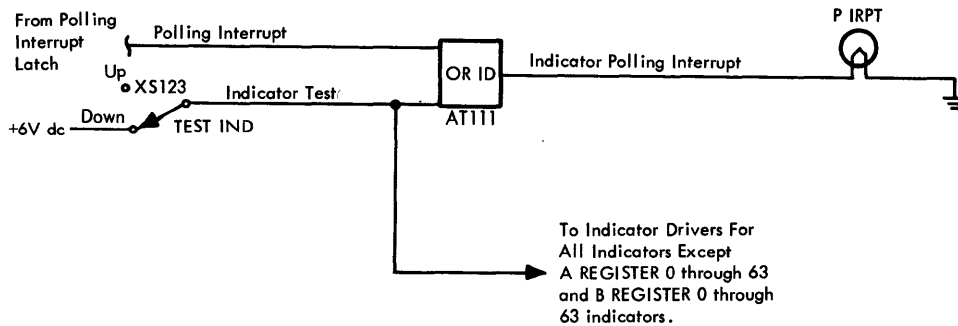 From Polling
Interrupt
Latch
Polling Interrupt
P IRPT
OR ID
Indicator Polling Interrupt
Up
XS123
Indicator Test
AT111
+6V dc
Down
TEST IND
To Indicator Drivers For
All Indicators Except
A REGISTER 0 through 63
and B REGISTER 0 through
63 indicators.